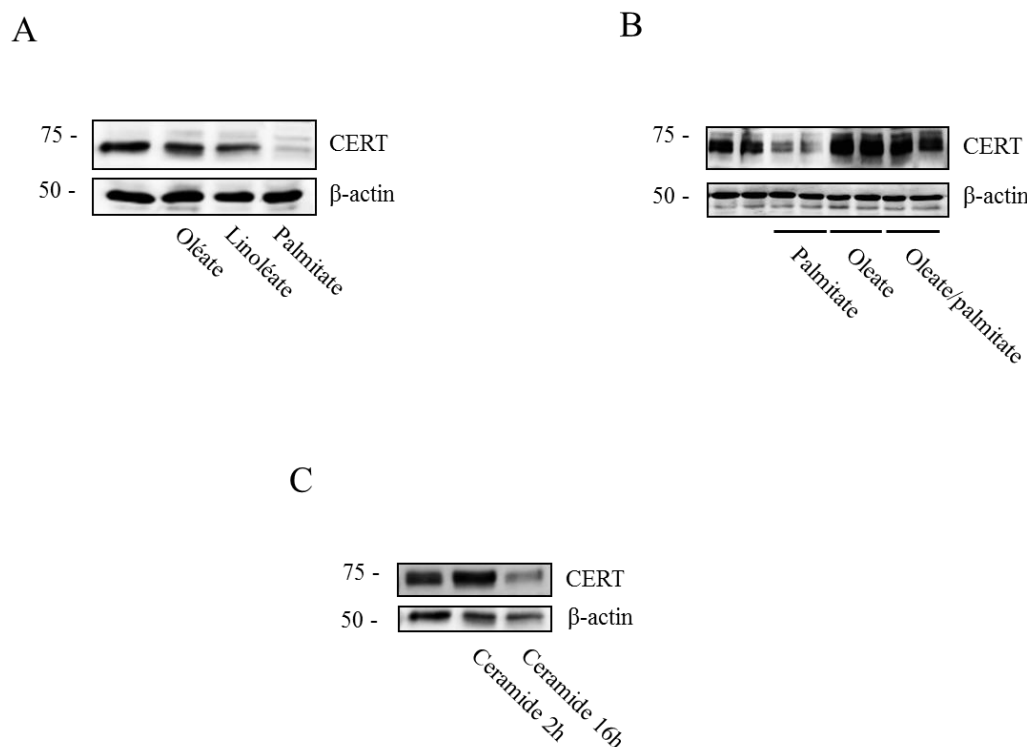 A
75 -
CERT
50 -
β-actin
Oléate
Linoléate
Palmitate
B
75 -
CERT
50 -
β-actin
Palmitate
Oleate
Oleate/palmitate
C
75 -
CERT
50 -
β-actin
Ceramide 2h
Ceramide 16h